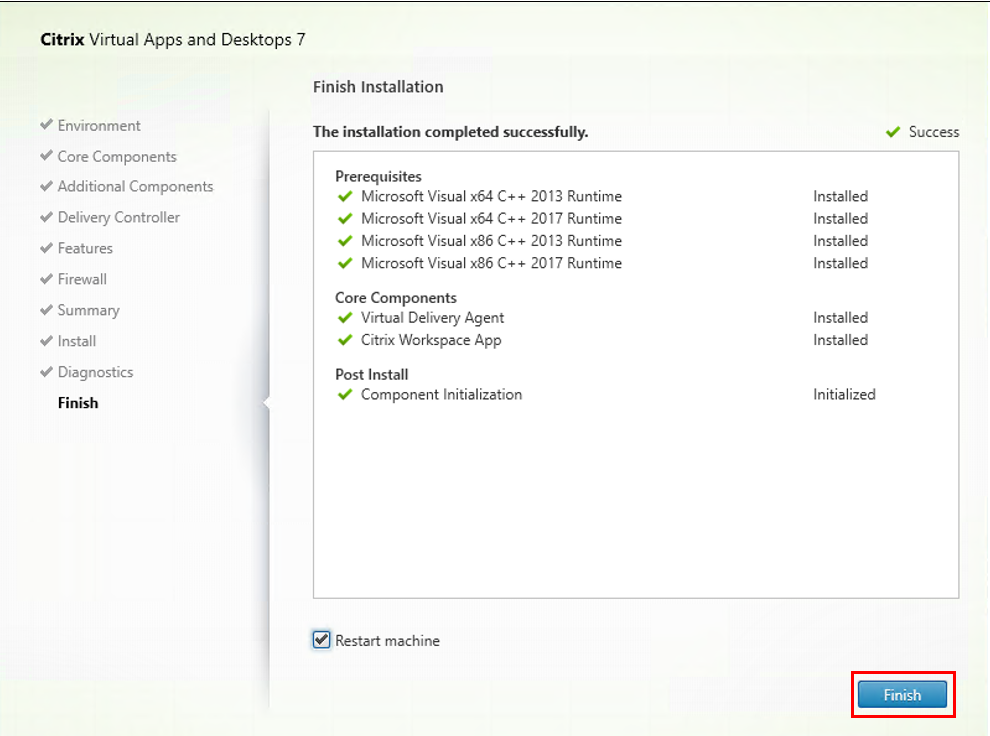 Citrix Virtual Apps and Desktops 7
Environment
Core Components
Additional Components
Delivery Controller
Features
Firewall
Summary
Install
Diagnostics
Finish
Finish Installation
The installation completed successfully. Success
Prerequisites
Microsoft Visual x64 C++ 2013 Runtime Installed
Microsoft Visual x64 C++ 2017 Runtime Installed
Microsoft Visual x86 C++ 2013 Runtime Installed
Microsoft Visual x86 C++ 2017 Runtime Installed
Core Components
Virtual Delivery Agent Installed
Citrix Workspace App Installed
Post Install
Component Initialization Initialized
Restart machine
Finish